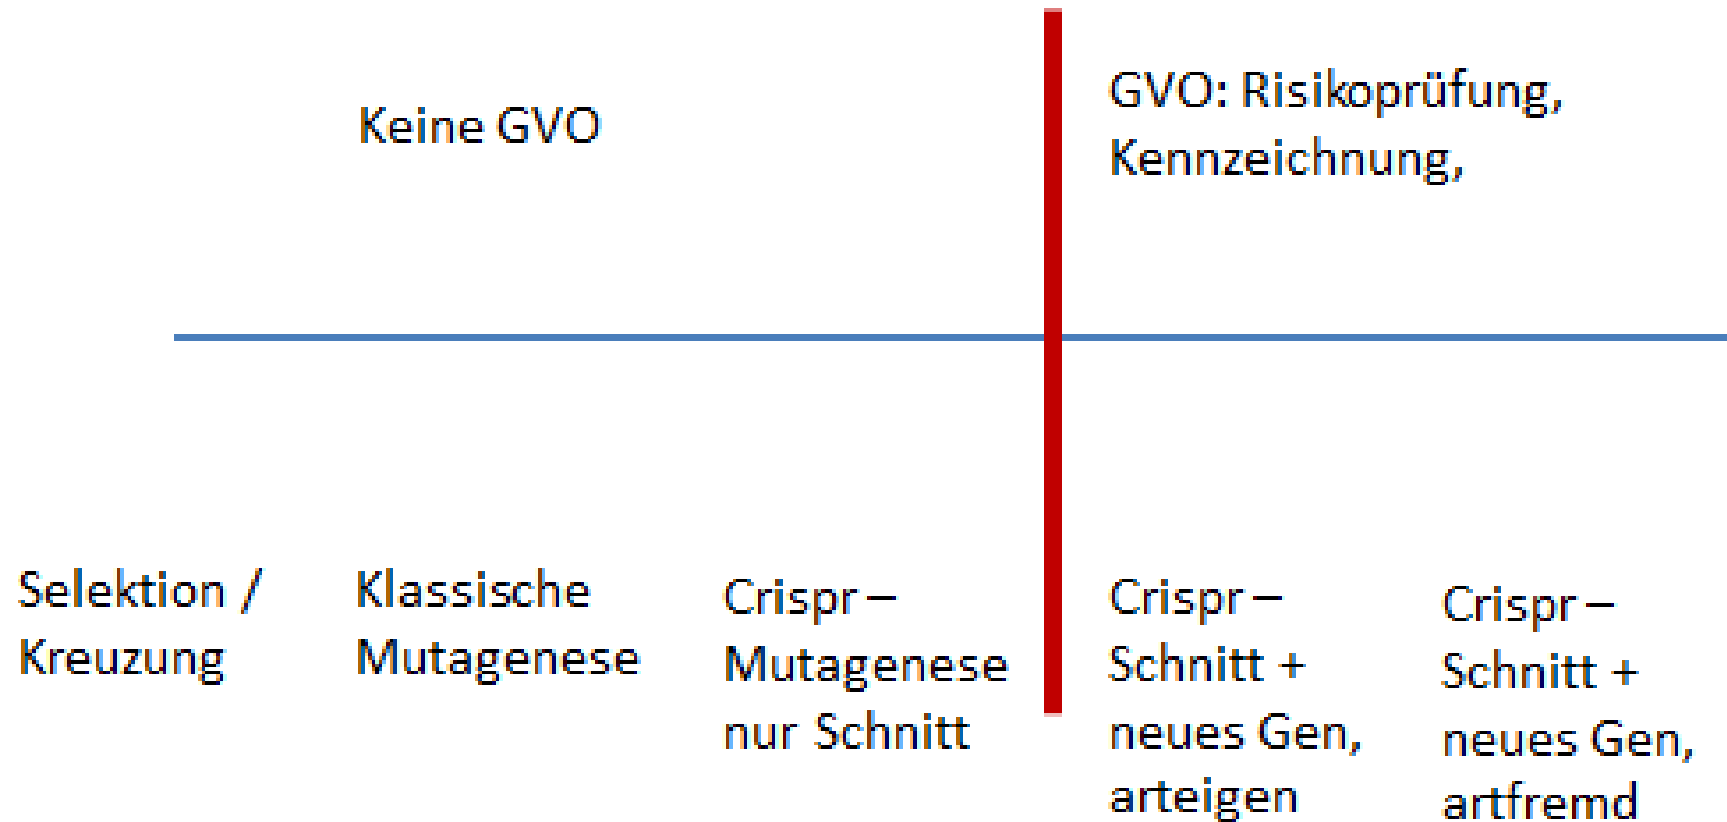 Keine GVO
GVO: Risikoprüfung,
Kennzeichnung,
Selektion /
Kreuzung
Klassische
Mutagenese
Crispr –
Mutagenese
nur Schnitt
Crispr –
Schnitt +
neues Gen,
arteigen
Crispr –
Schnitt +
neues Gen,
artfremd